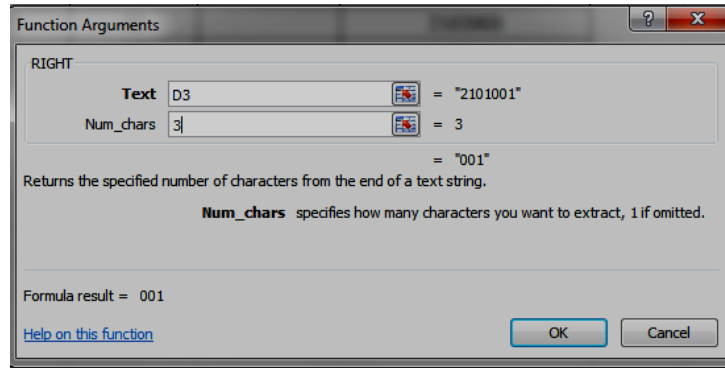 Function Arguments
?
X
RIGHT
Text D3 = "2101001"
Num_chars 3 = 3
= "001"
Returns the specified number of characters from the end of a text string.
Num_chars specifies how many characters you want to extract, 1 if omitted.
Formula result = 001
Help on this function
OK Cancel